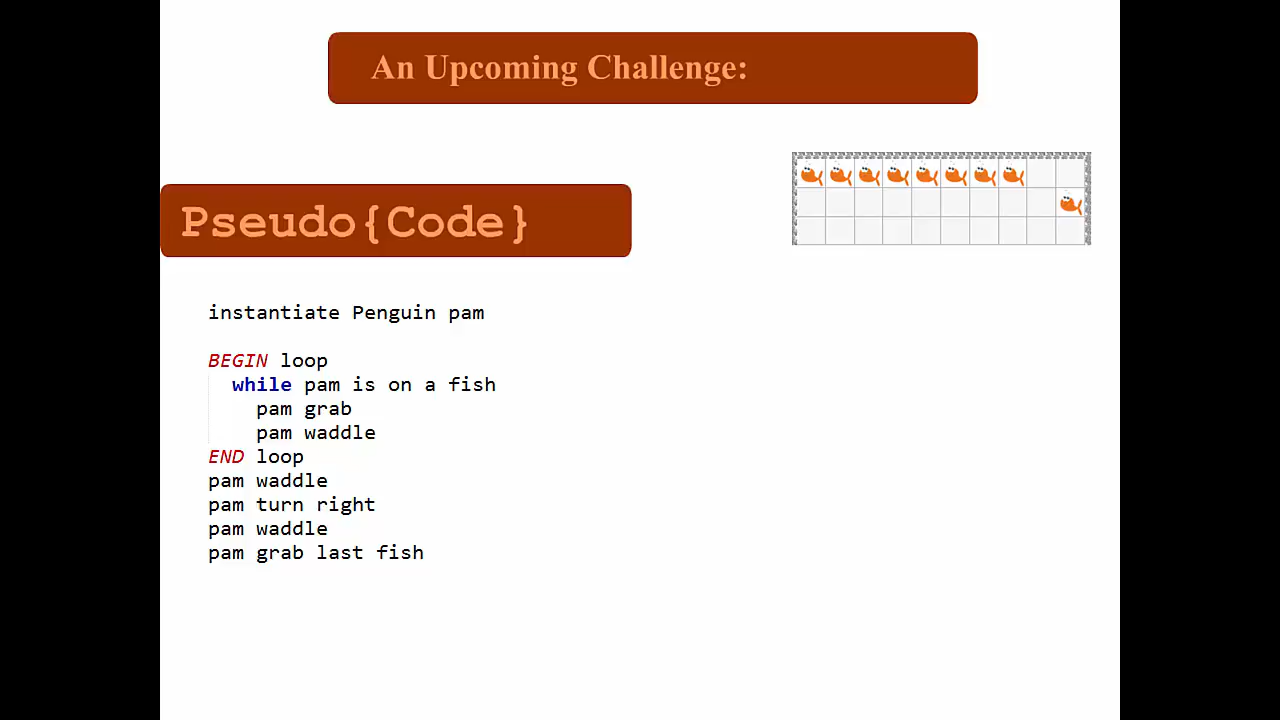 An Upcoming Challenge:
Pseudo{Code}
instantiate Penguin pam
BEGIN loop
while pam is on a fish
pam grab
pam waddle
END loop
pam waddle
pam turn right
pam waddle
pam grab last fish